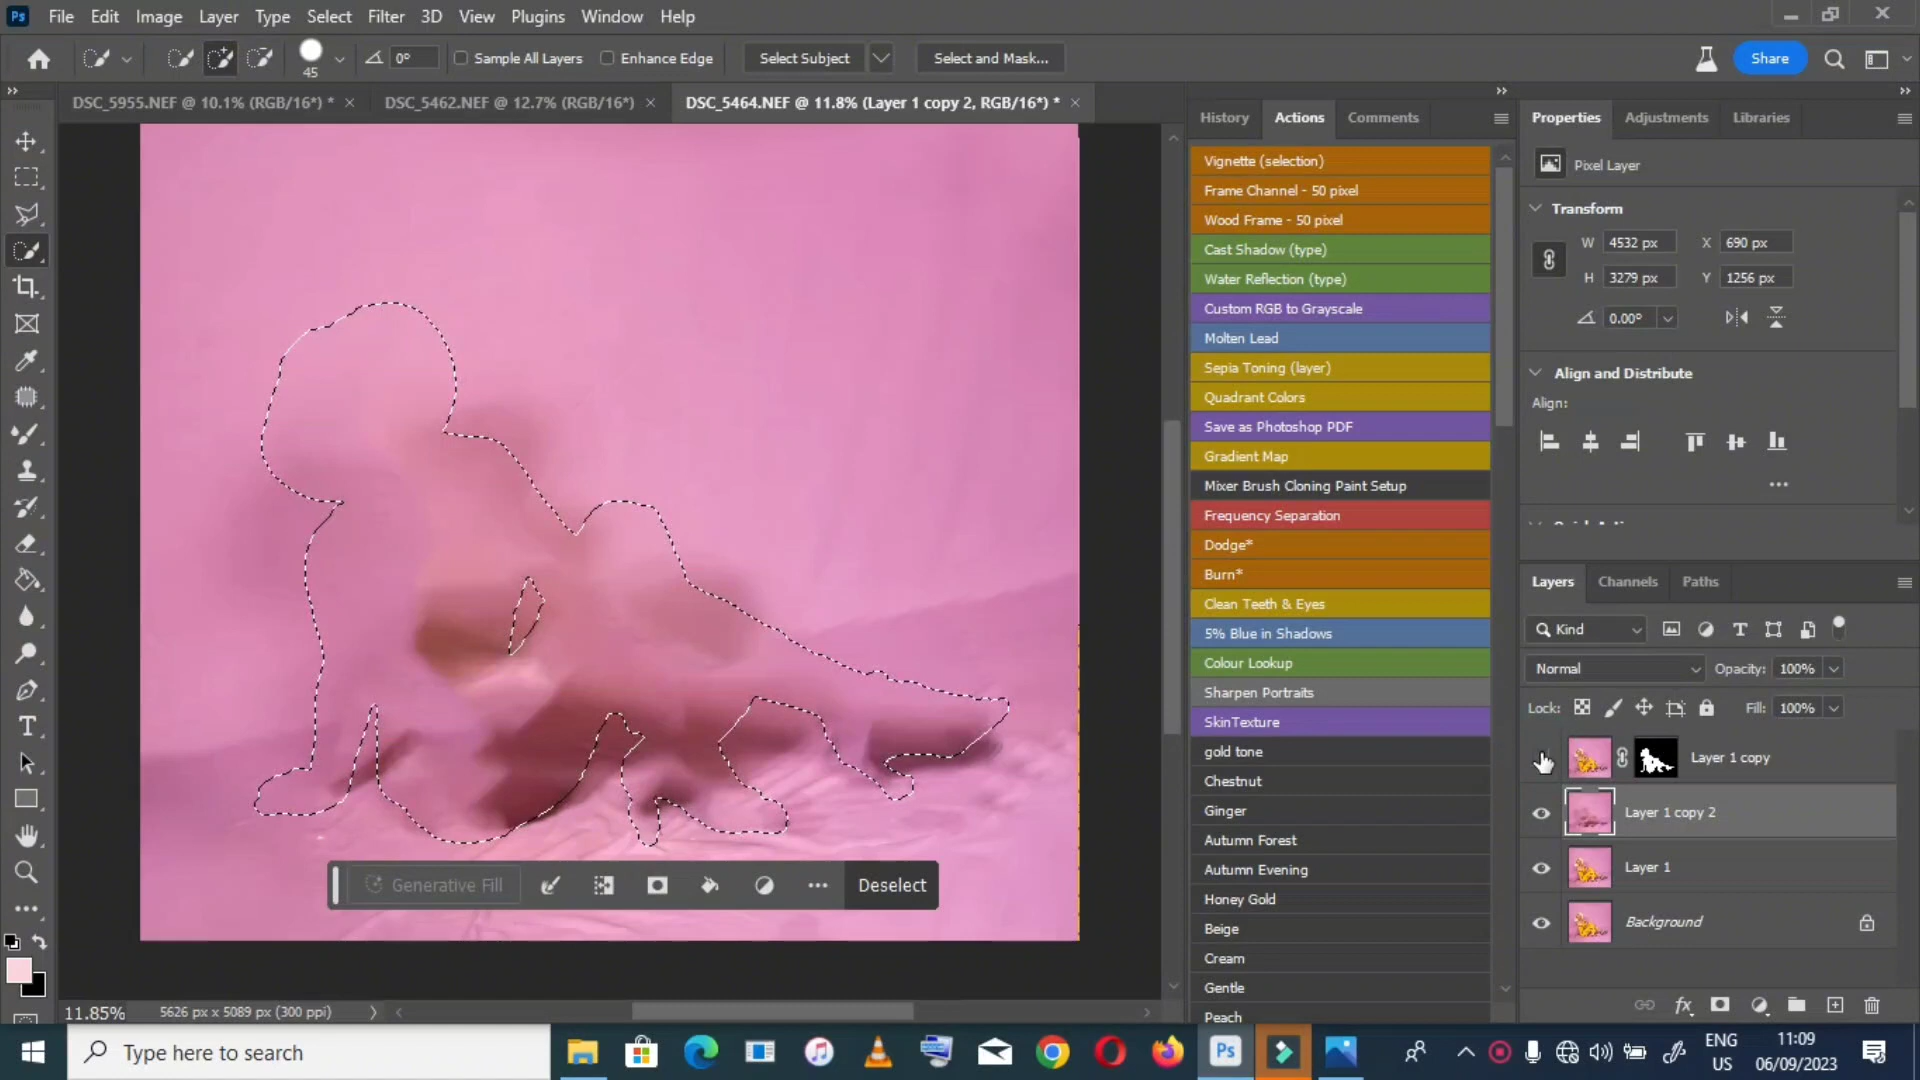 Ps File Edit Image Layer Type Select Filter 3D View Plugins Window Help
45 0° Sample All Layers Enhance Edge Select Subject Select and Mask... Share
DSC_5955.NEF @ 10.1% (RGB/16*) * DSC_5462.NEF @ 12.7% (RGB/16*) DSC_5464.NEF @ 11.8% (Layer 1 copy 2, RGB/16*) *
Generative Fill Deselect
11.85% 5626 px x 5089 px (300 ppi)
History Actions Comments
Vignette (selection)
Frame Channel - 50 pixel
Wood Frame - 50 pixel
Cast Shadow (type)
Water Reflection (type)
Custom RGB to Grayscale
Molten Lead
Sepia Toning (layer)
Quadrant Colors
Save as Photoshop PDF
Gradient Map
Mixer Brush Cloning Paint Setup
Frequency Separation
Dodge*
Burn*
Clean Teeth & Eyes
5% Blue in Shadows
Colour Lookup
Sharpen Portraits
SkinTexture
gold tone
Chestnut
Ginger
Autumn Forest
Autumn Evening
Honey Gold
Beige
Cream
Gentle
Peach
Properties Adjustments Libraries
Pixel Layer
Transform
W 4532 px X 690 px
H 3279 px Y 1256 px
0.00°
Align and Distribute
Align:
Layers Channels Paths
Kind
Normal Opacity: 100%
Lock: Fill: 100%
Layer 1 copy
Layer 1 copy 2
Layer 1
Background
fx
Type here to search
Ps
ENG
US
11:09
06/09/2023